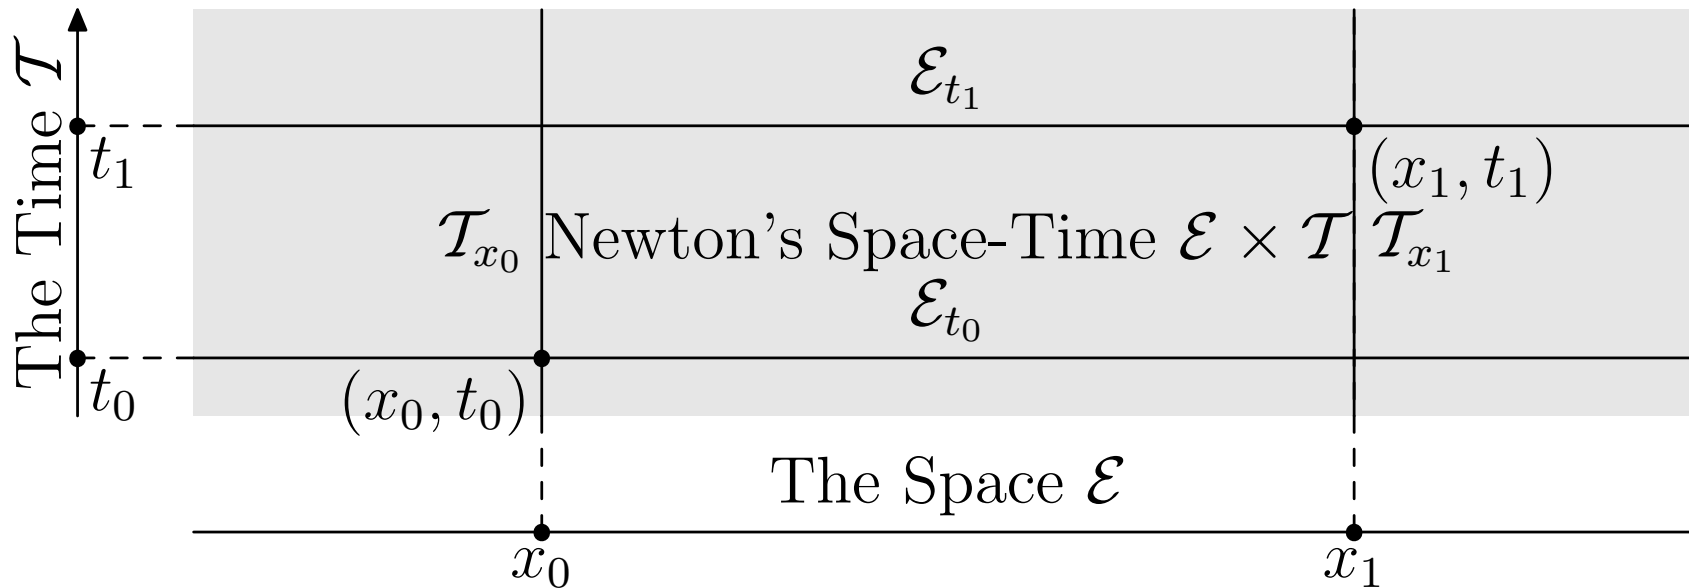 The Time 𝒯
ℰ_{t_1}
t_1
(x_1, t_1)
𝒯_{x_0} Newton's Space-Time ℰ × 𝒯 𝒯_{x_1}
ℰ_{t_0}
t_0
(x_0, t_0)
The Space ℰ
x_0 x_1